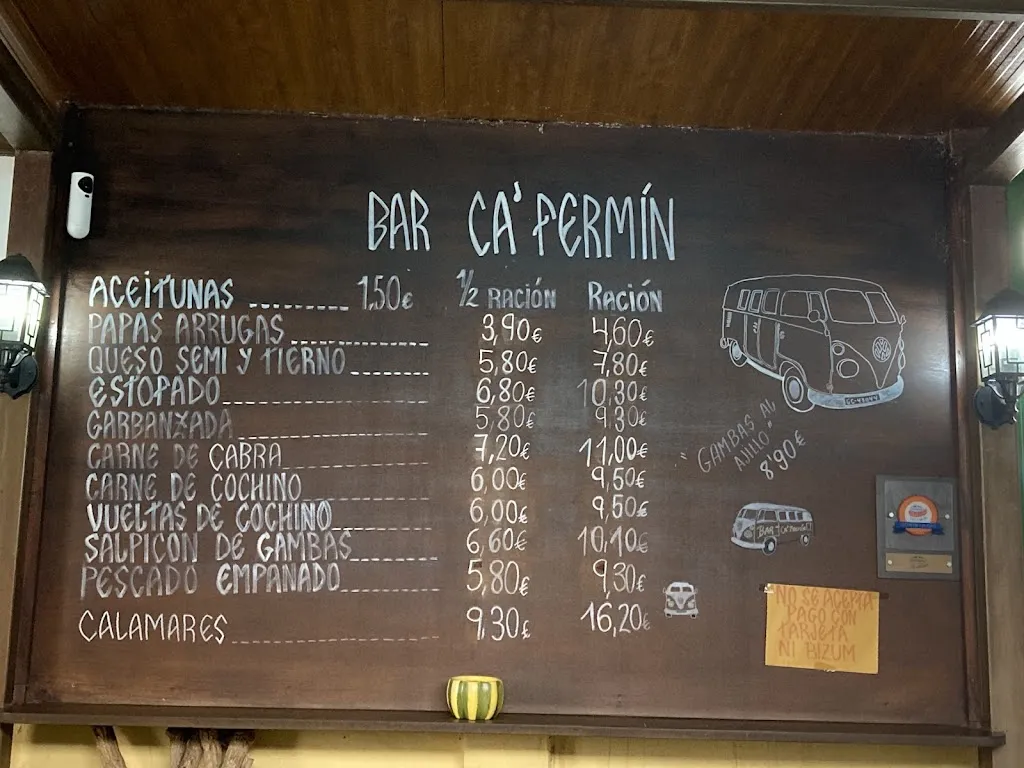 BAR CA' FERMÍN
ACEITUNAS 1.50€ ½ RACIÓN RACIÓN
PAPAS ARRUGAS 3,90€ 4,60€
QUESO SEMI Y TIERNO 5,80€ 7,80€
ESTOFADO 6,80€ 10,30€
GARBANZADA 5,80€ 9,30€
CARNE DE CABRA 7,20€ 11,00€
CARNE DE COCHINO 6,00€ 9,50€
VUELTAS DE COCHINO 6,00€ 9,50€
SALPICON DE GAMBAS 6,60€ 10,10€
PESCADO EMPANADO 5,80€ 9,30€
CALAMARES 9,30€ 16,20€
"GAMBAS AL
AJILLO"
8'90€
BAR
NO SE ACEPTA
PAGO CON
TARJETA
NI BIZUM